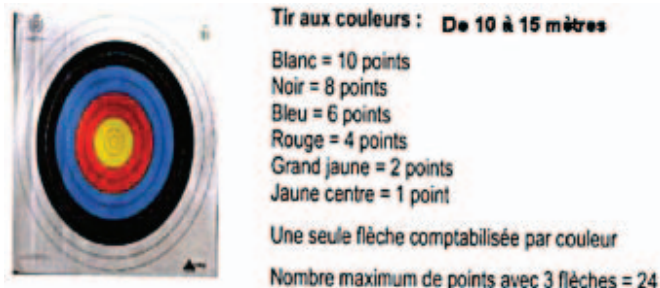 Tir aux couleurs : De 10 à 15 mètres
Blanc = 10 points
Noir = 8 points
Bleu = 6 points
Rouge = 4 points
Grand jaune = 2 points
Jaune centre = 1 point
Une seule flèche comptabilisée par couleur
Nombre maximum de points avec 3 flèches = 24